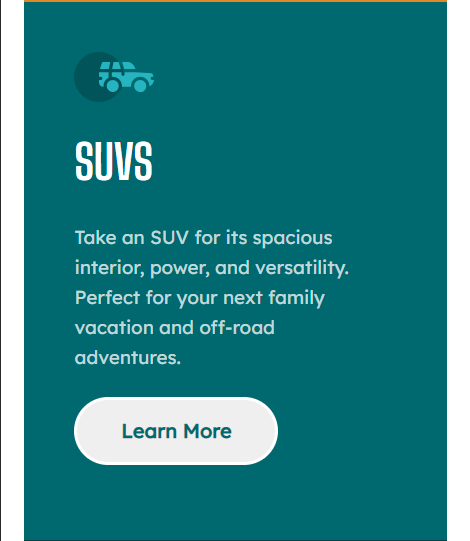 SUVS
Take an SUV for its spacious
interior, power, and versatility.
Perfect for your next family
vacation and off-road
adventures.
Learn More